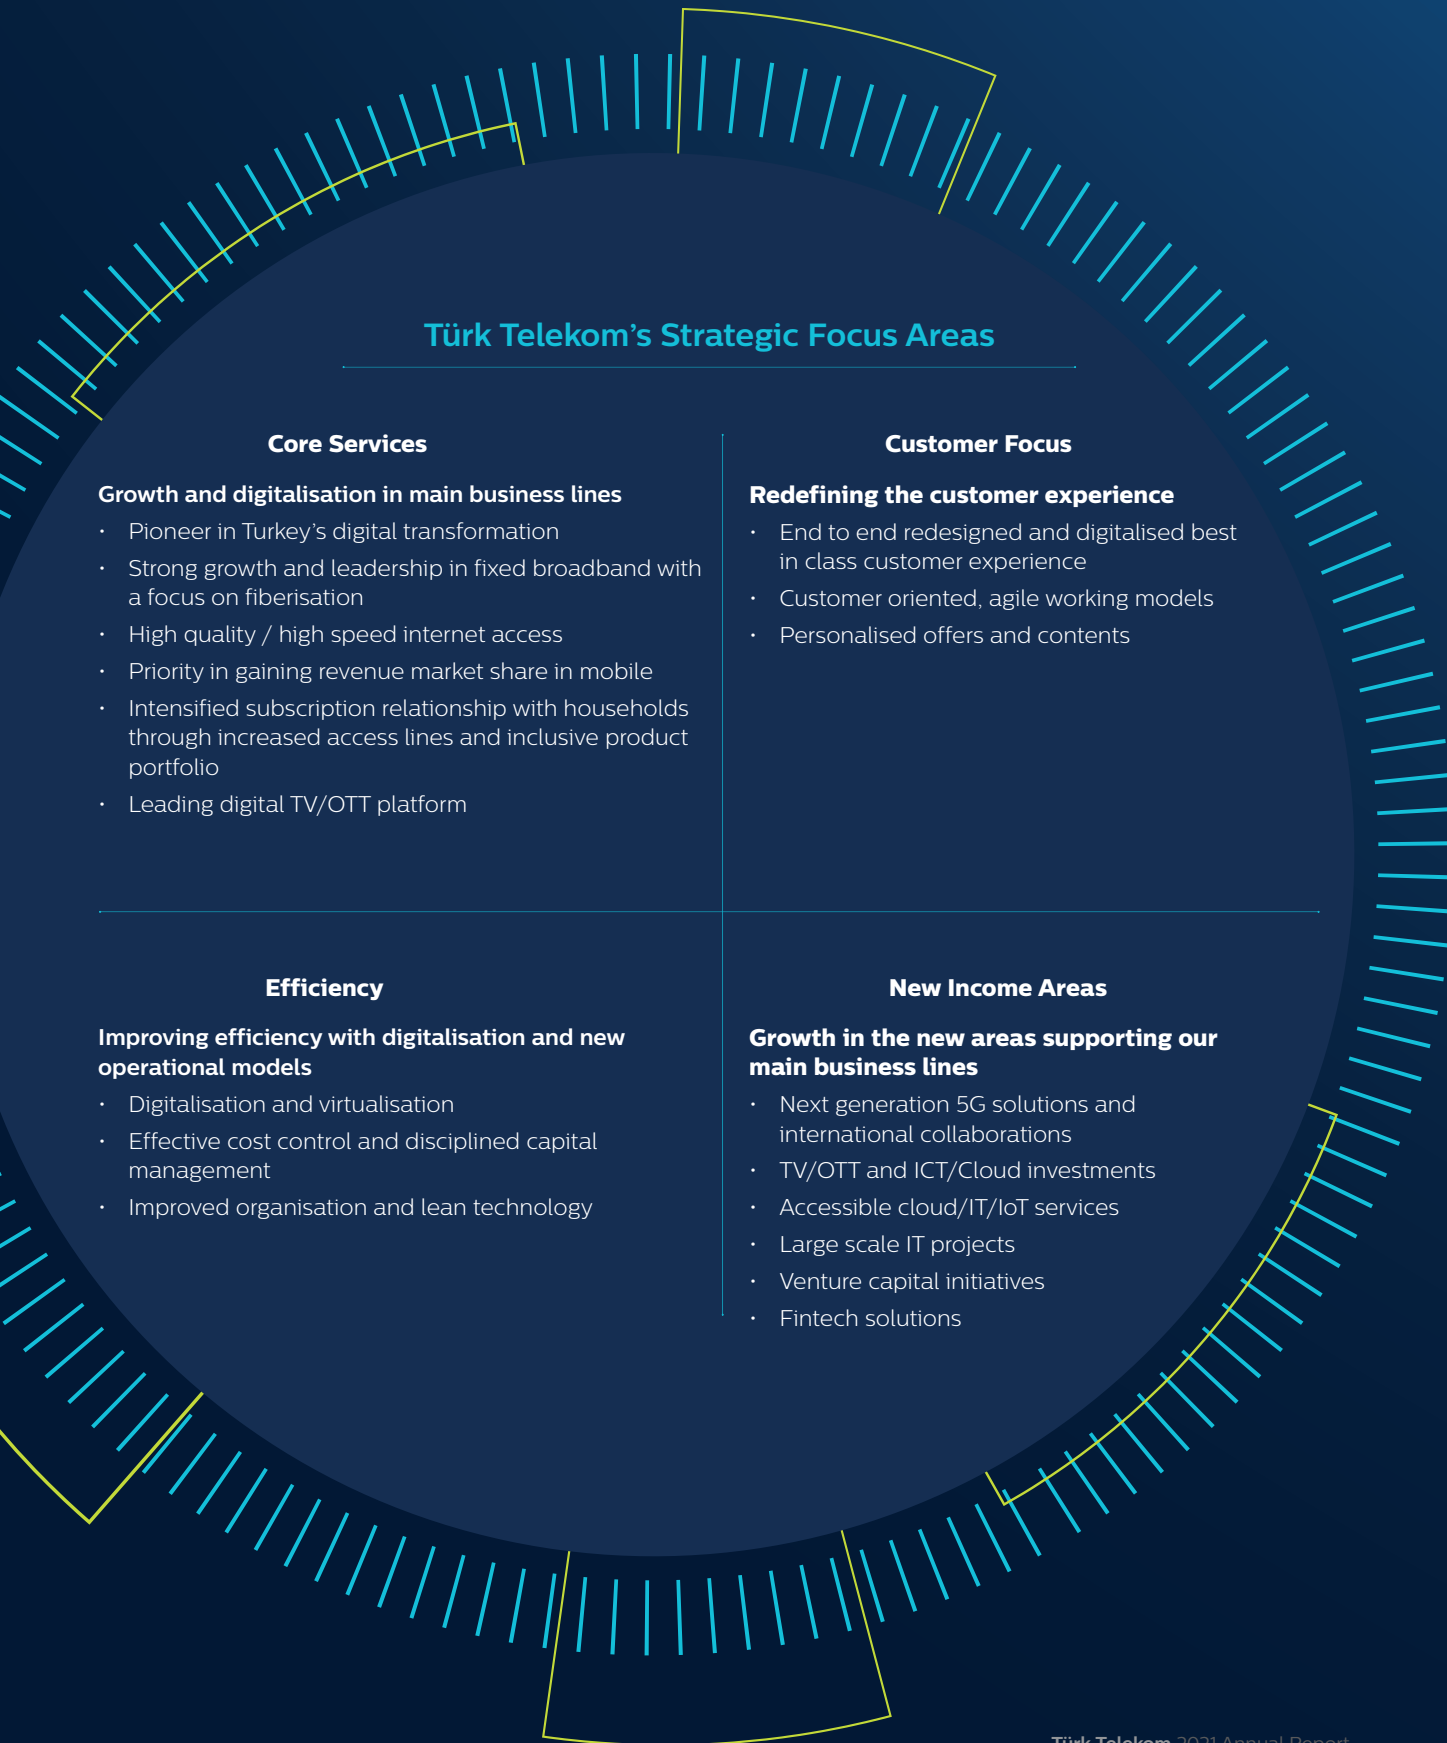 Türk Telekom’s Strategic Focus Areas
Core Services
Growth and digitalisation in main business lines
• Pioneer in Turkey’s digital transformation
• Strong growth and leadership in fixed broadband with
a focus on fiberisation
• High quality / high speed internet access
• Priority in gaining revenue market share in mobile
• Intensified subscription relationship with households
through increased access lines and inclusive product
portfolio
• Leading digital TV/OTT platform
Customer Focus
Redefining the customer experience
• End to end redesigned and digitalised best
in class customer experience
• Customer oriented, agile working models
• Personalised offers and contents
Efficiency
Improving efficiency with digitalisation and new
operational models
• Digitalisation and virtualisation
• Effective cost control and disciplined capital
management
• Improved organisation and lean technology
New Income Areas
Growth in the new areas supporting our
main business lines
• Next generation 5G solutions and
international collaborations
• TV/OTT and ICT/Cloud investments
• Accessible cloud/IT/IoT services
• Large scale IT projects
• Venture capital initiatives
• Fintech solutions
Türk Telekom 2021 Annual Report